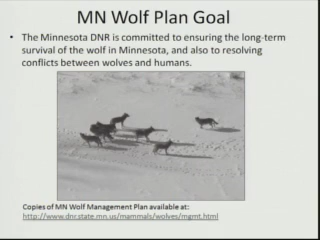 MN Wolf Plan Goal
• The Minnesota DNR is committed to ensuring the long-term
survival of the wolf in Minnesota, and also to resolving
conflicts between wolves and humans.
Copies of MN Wolf Management Plan available at:
http://www.dnr.state.mn.us/mammals/wolves/mgmt.html